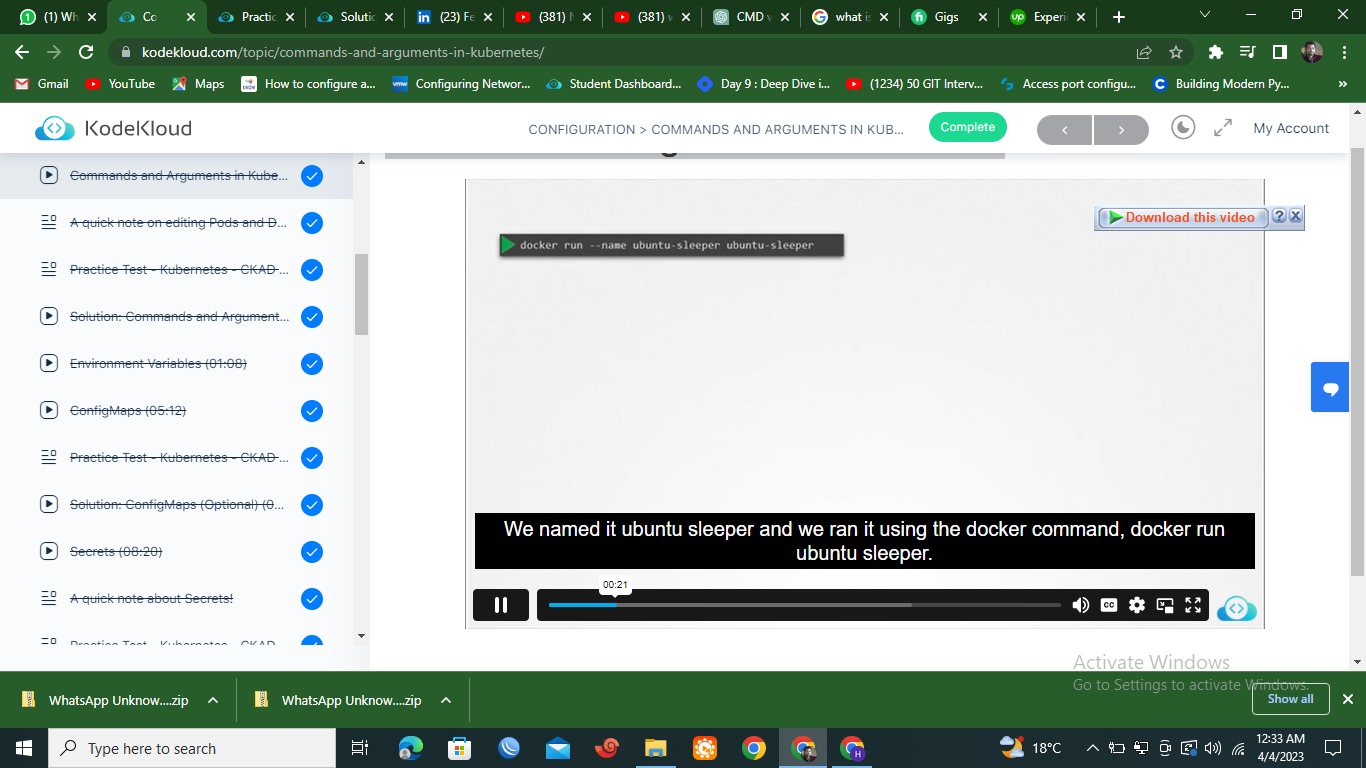 (1) Wh
Co
Practic
Solutic
(23) Fe
(381) N
(381) v
CMD v
what is
Gigs
Experi
kodekloud.com/topic/commands-and-arguments-in-kubernetes/
Gmail
YouTube
Maps
How to configure a...
Configuring Networ...
Student Dashboard...
Day 9 : Deep Dive i...
(1234) 50 GIT Interv...
Access port configu...
Building Modern Py...
KodeKloud
CONFIGURATION > COMMANDS AND ARGUMENTS IN KUB...
Complete
My Account
Commands and Arguments in Kube...
A quick note on editing Pods and D...
Practice Test - Kubernetes - CKAD ...
Solution: Commands and Argument...
Environment Variables (01:08)
ConfigMaps (05:12)
Practice Test - Kubernetes - CKAD ...
Solution: ConfigMaps (Optional) (0...
Secrets (08:20)
A quick note about Secrets!
Practice Test - Kubernetes - CKAD
Download this video
docker run --name ubuntu-sleeper ubuntu-sleeper
We named it ubuntu sleeper and we ran it using the docker command, docker run
ubuntu sleeper.
00:21
CC
Activate Windows
Go to Settings to activate Windows.
WhatsApp Unknow....zip
WhatsApp Unknow....zip
Show all
Type here to search
18°C
12:33 AM
4/4/2023